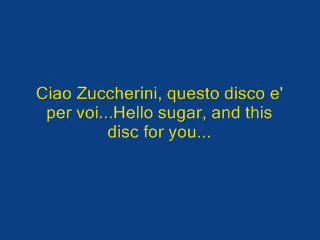 Ciao Zuccherini, questo disco e'
per voi...Hello sugar, and this
disc for you...